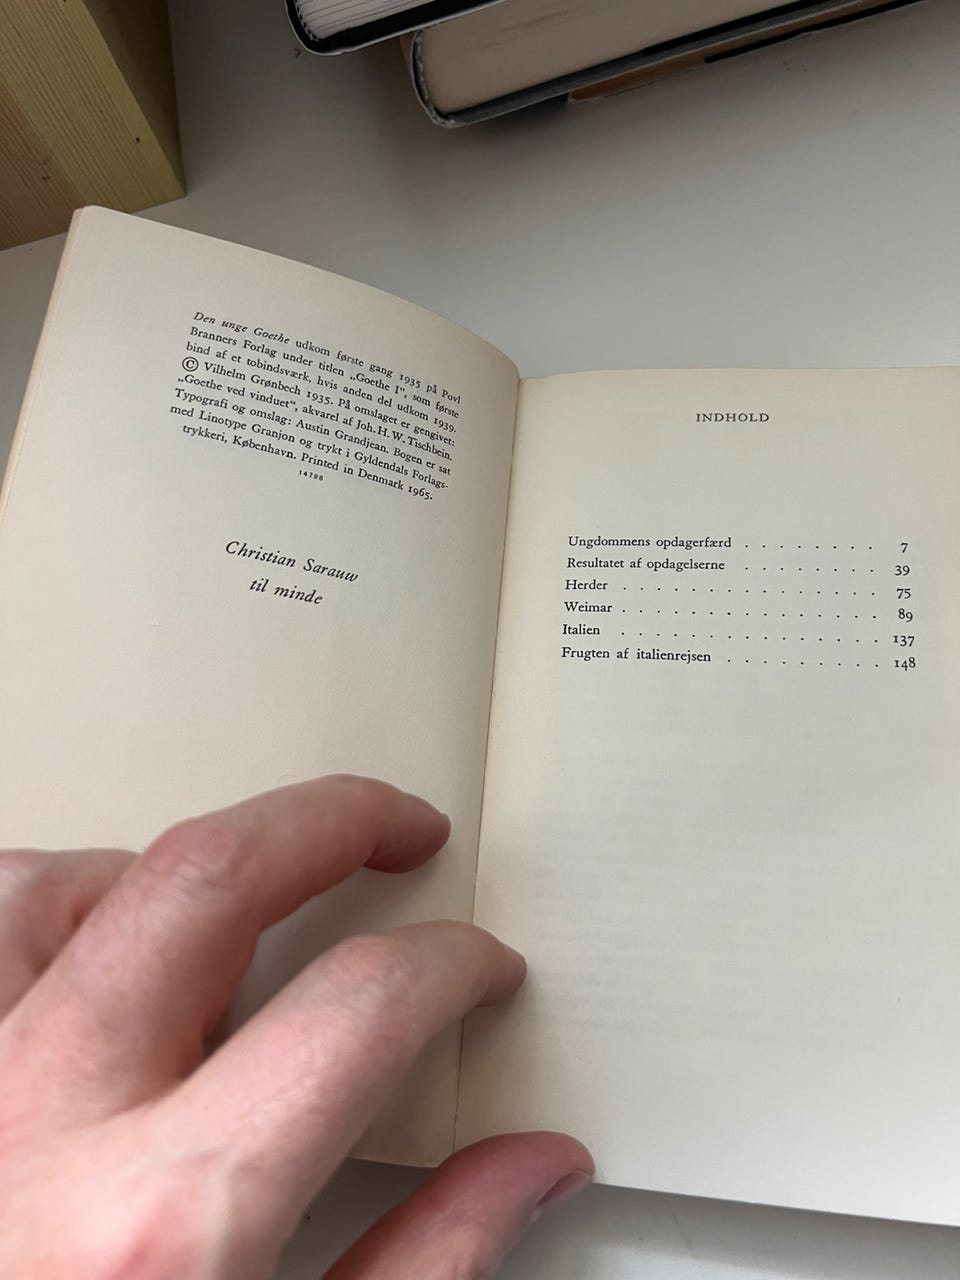 Den unge Goethe udkom første gang 1935 på Povl
Branners Forlag under titlen „Goethe I“, som første
bind af et tobindsværk, hvis anden del udkom 1939.
© Vilhelm Grønbech 1935. På omslaget er gengivet:
„Goethe ved vinduet“, akvarel af Joh. H. W. Tischbein.
Typografi og omslag: Austin Grandjean. Bogen er sat
med Linotype Granjon og trykt i Gyldendals Forlags-
trykkeri, København. Printed in Denmark 1965.
14798
Christian Sarauw
til minde
INDHOLD
Ungdommens opdagerfærd . . . . . . . . 7
Resultatet af opdagelserne . . . . . . . . 39
Herder . . . . . . . . . . . . . . 75
Weimar . . . . . . . . . . . . . . 89
Italien . . . . . . . . . . . . . . 137
Frugten af italienrejsen . . . . . . . . . 148